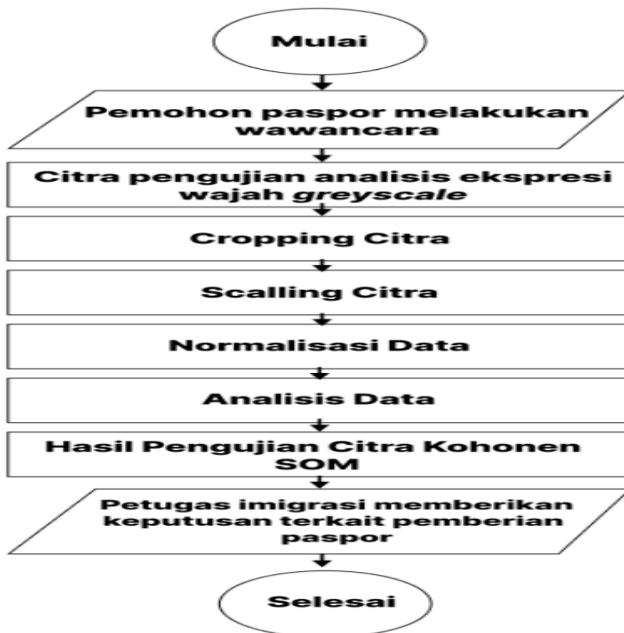 Mulai
Pemohon paspor melakukan
wawancara
Citra pengujian analisis ekspresi
wajah greyscale
Cropping Citra
Scalling Citra
Normalisasi Data
Analisis Data
Hasil Pengujian Citra Kohonen
SOM
Petugas imigrasi memberikan
keputusan terkait pemberian
paspor
Selesai